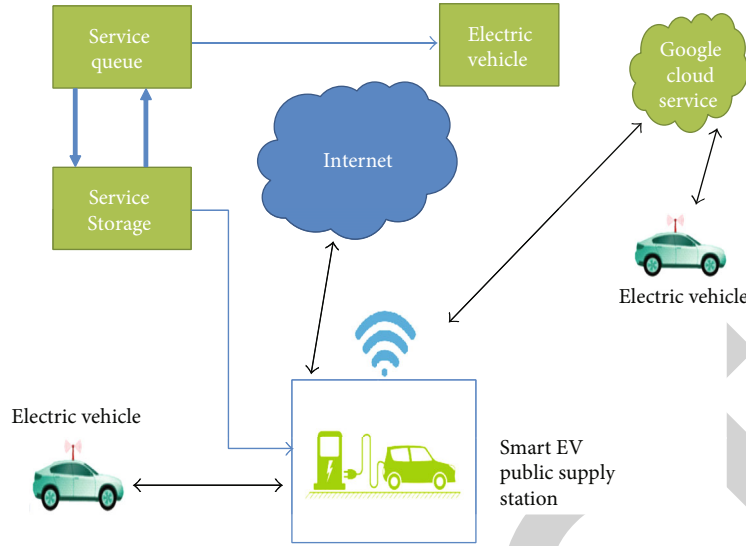 Service
queue
Electric
vehicle
Google
cloud
service
Internet
Service
Storage
Electric vehicle
Electric vehicle
Smart EV
public supply
station